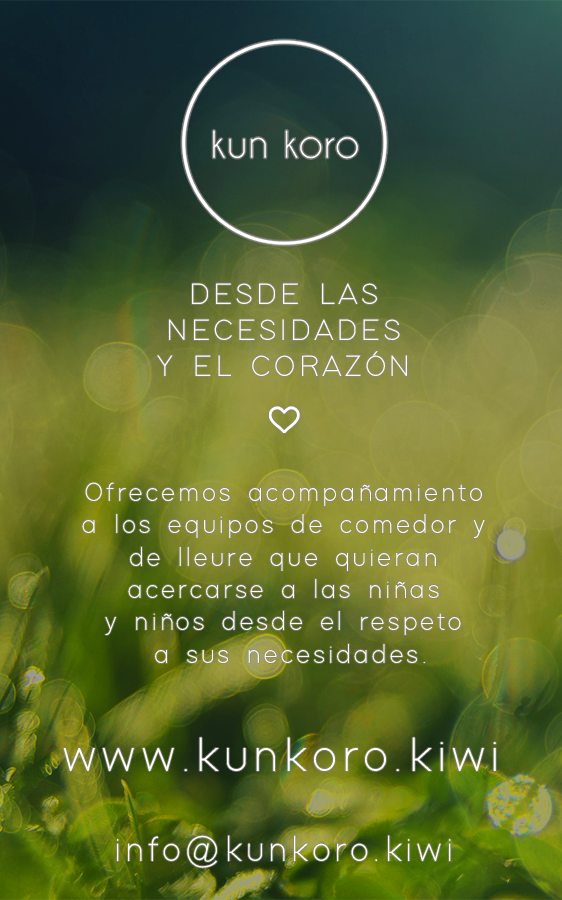 kun koro
DESDE LAS
NECESIDADES
Y EL CORAZÓN
Ofrecemos acompañamiento
a los equipos de comedor y
de lleure que quieran
acercarse a las niñas
y niños desde el respeto
a sus necesidades.
www.kunkoro.kiwi
info@kunkoro.kiwi